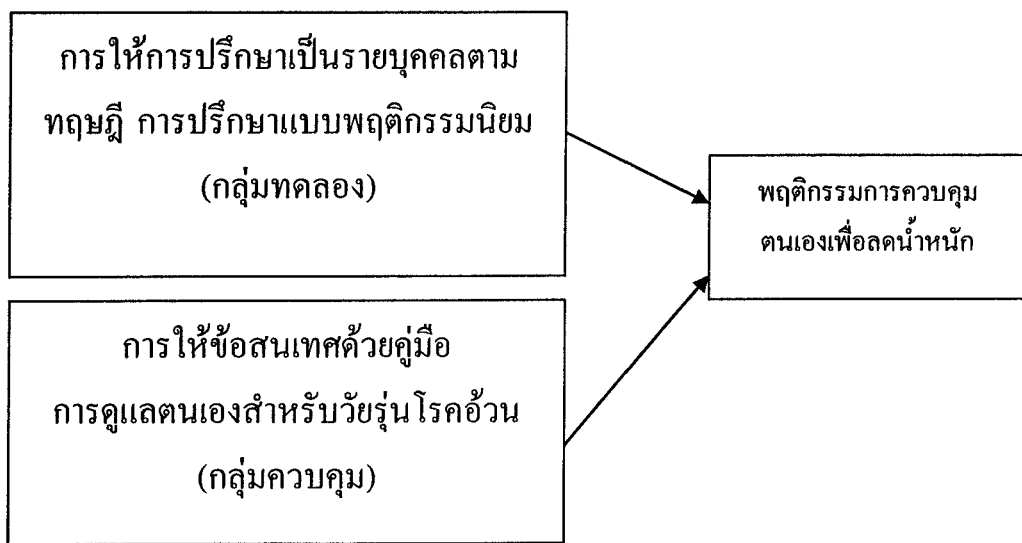 การให้การปรึกษาเป็นรายบุคคลตาม
ทฤษฎี การปรึกษาแบบพฤติกรรมนิยม
(กลุ่มทดลอง)
พฤติกรรมการควบคุม
ตนเองเพื่อลดน้ำหนัก
การให้ข้อสนเทศด้วยคู่มือ
การดูแลตนเองสำหรับวัยรุ่นโรคอ้วน
(กลุ่มควบคุม)